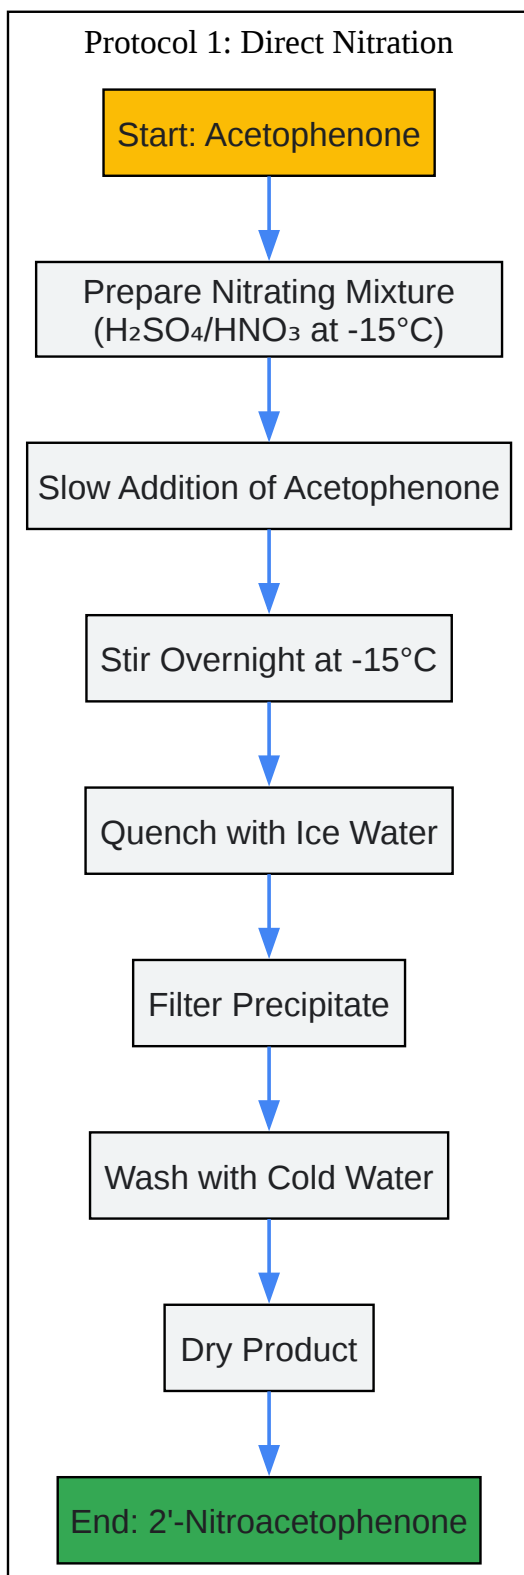 Protocol 1: Direct Nitration
Start: Acetophenone
Prepare Nitrating Mixture
(H₂SO₄/HNO₃ at -15°C)
Slow Addition of Acetophenone
Stir Overnight at -15°C
Quench with Ice Water
Filter Precipitate
Wash with Cold Water
Dry Product
End: 2'-Nitroacetophenone